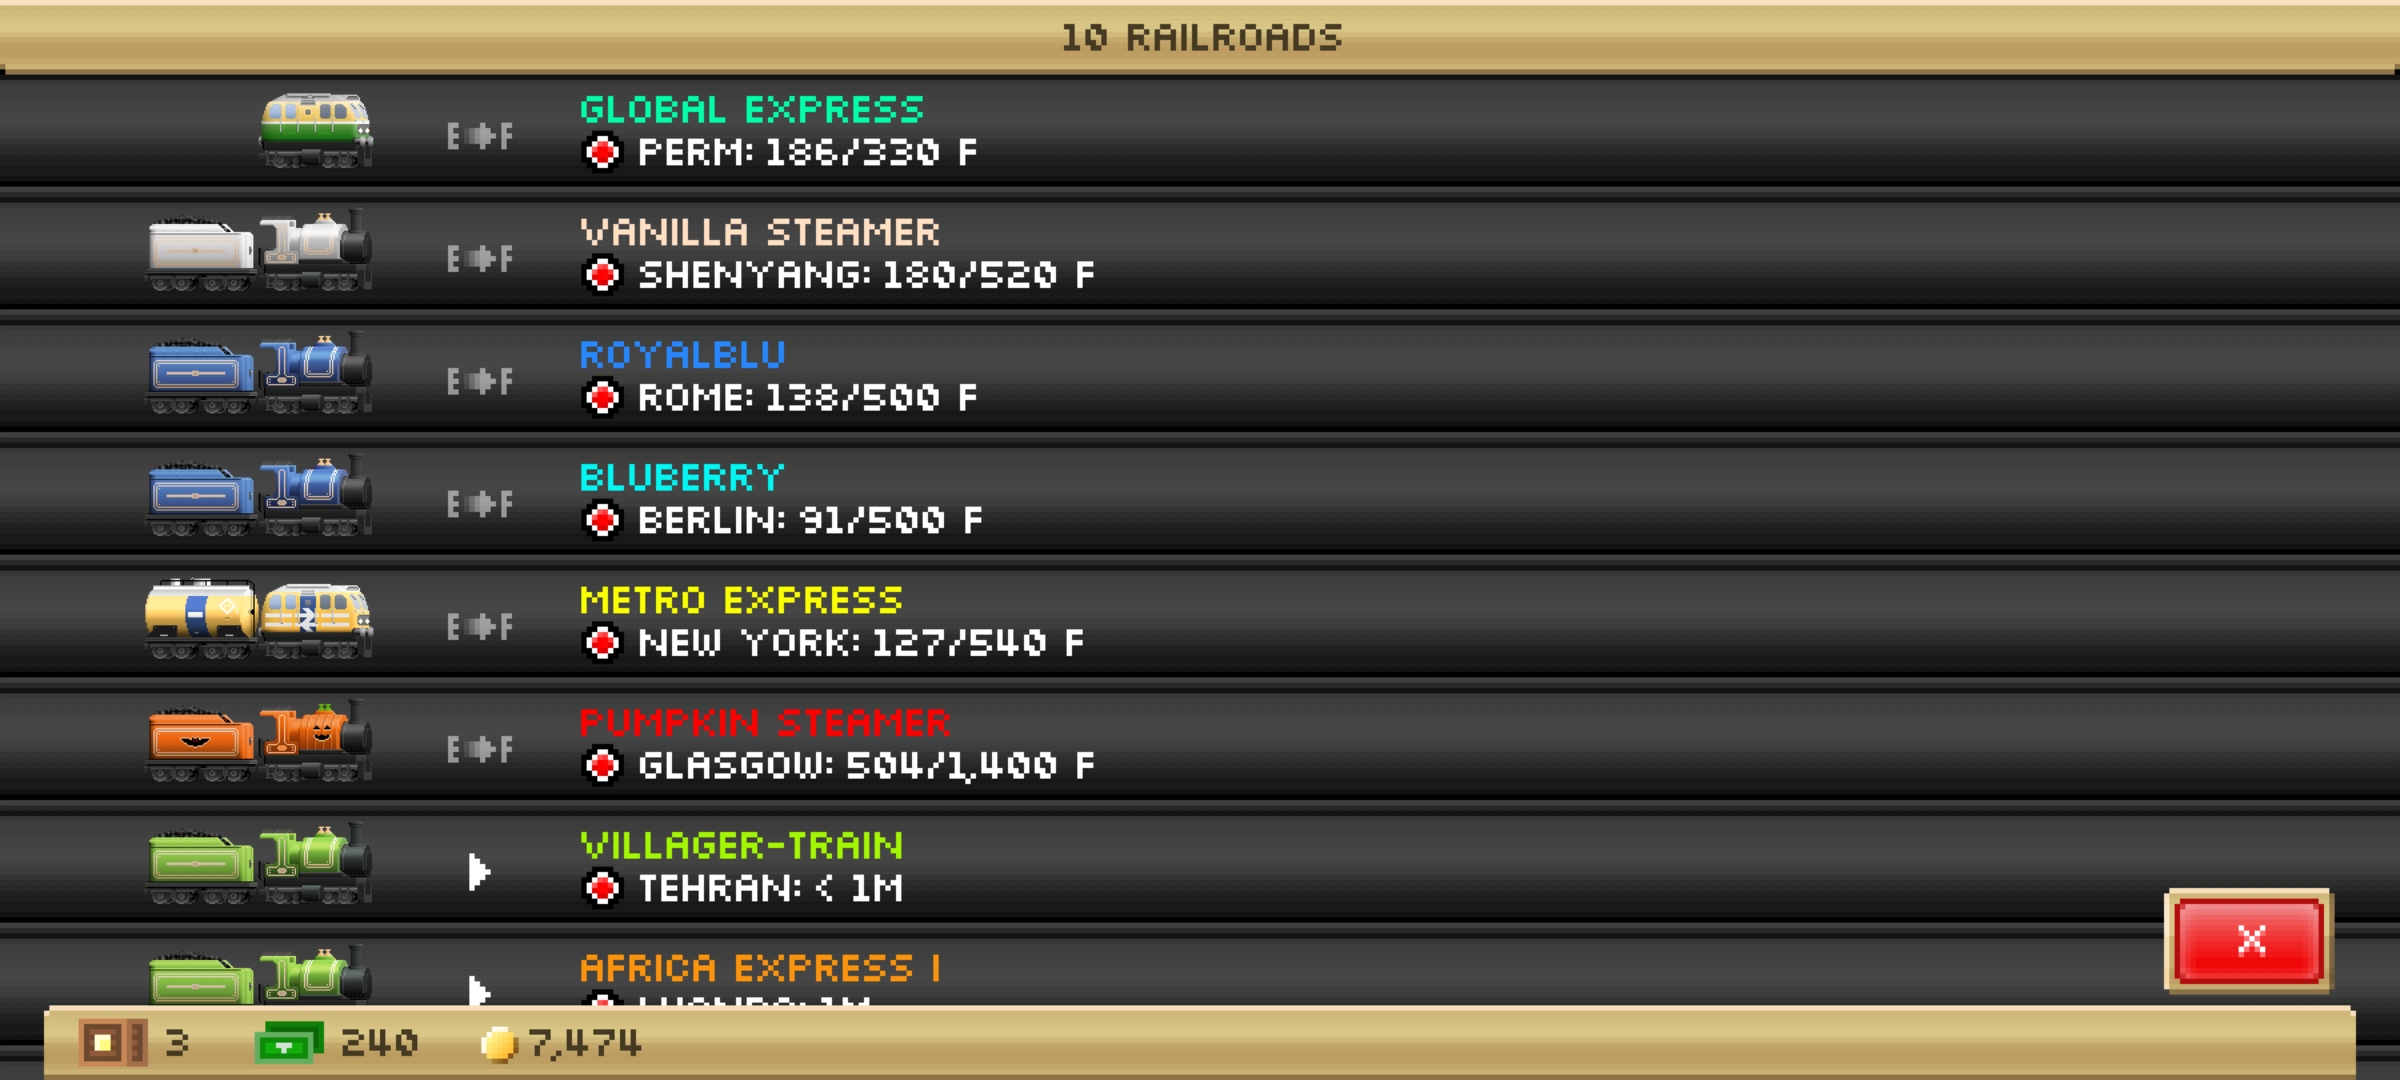 10 RAILROADS
GLOBAL EXPRESS
E F PERM: 186/330 F
VANILLA STEAMER
E F SHENYANG: 180/520 F
ROYALBLU
E F ROME: 138/500 F
BLUBERRY
E F BERLIN: 91/500 F
METRO EXPRESS
E F NEW YORK: 127/540 F
PUMPKIN STEAMER
E F GLASGOW: 504/1,400 F
VILLAGER-TRAIN
TEHRAN: < 1M
AFRICA EXPRESS I
X
3 240 7,474